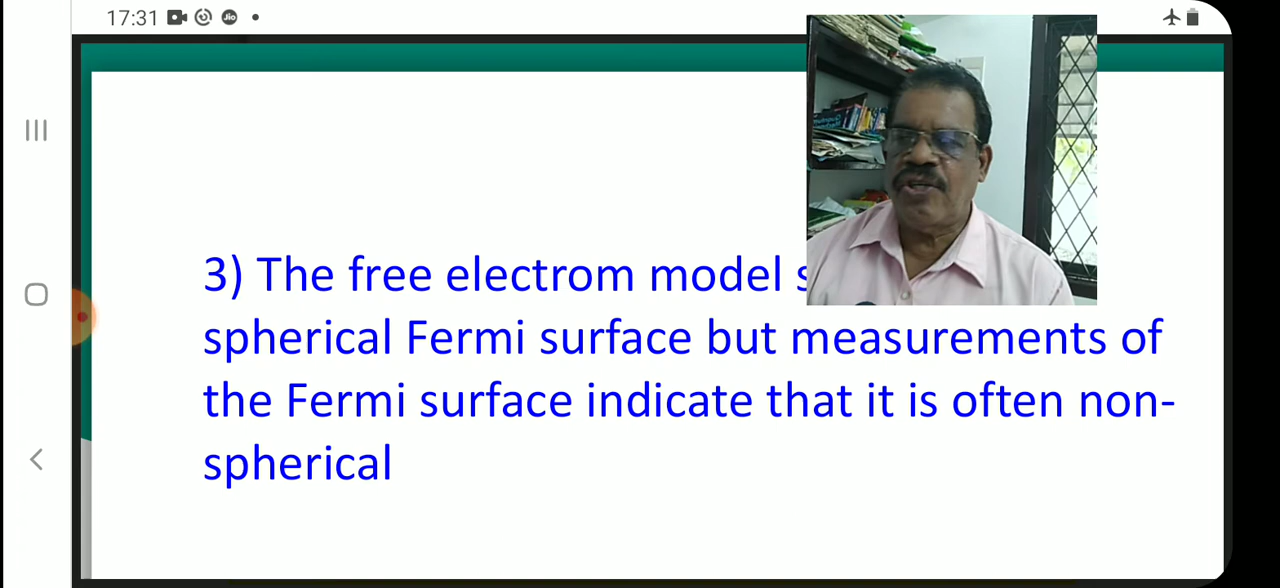 17:31
Jio
3) The free electrom model
spherical Fermi surface but measurements of
the Fermi surface indicate that it is often non-
spherical